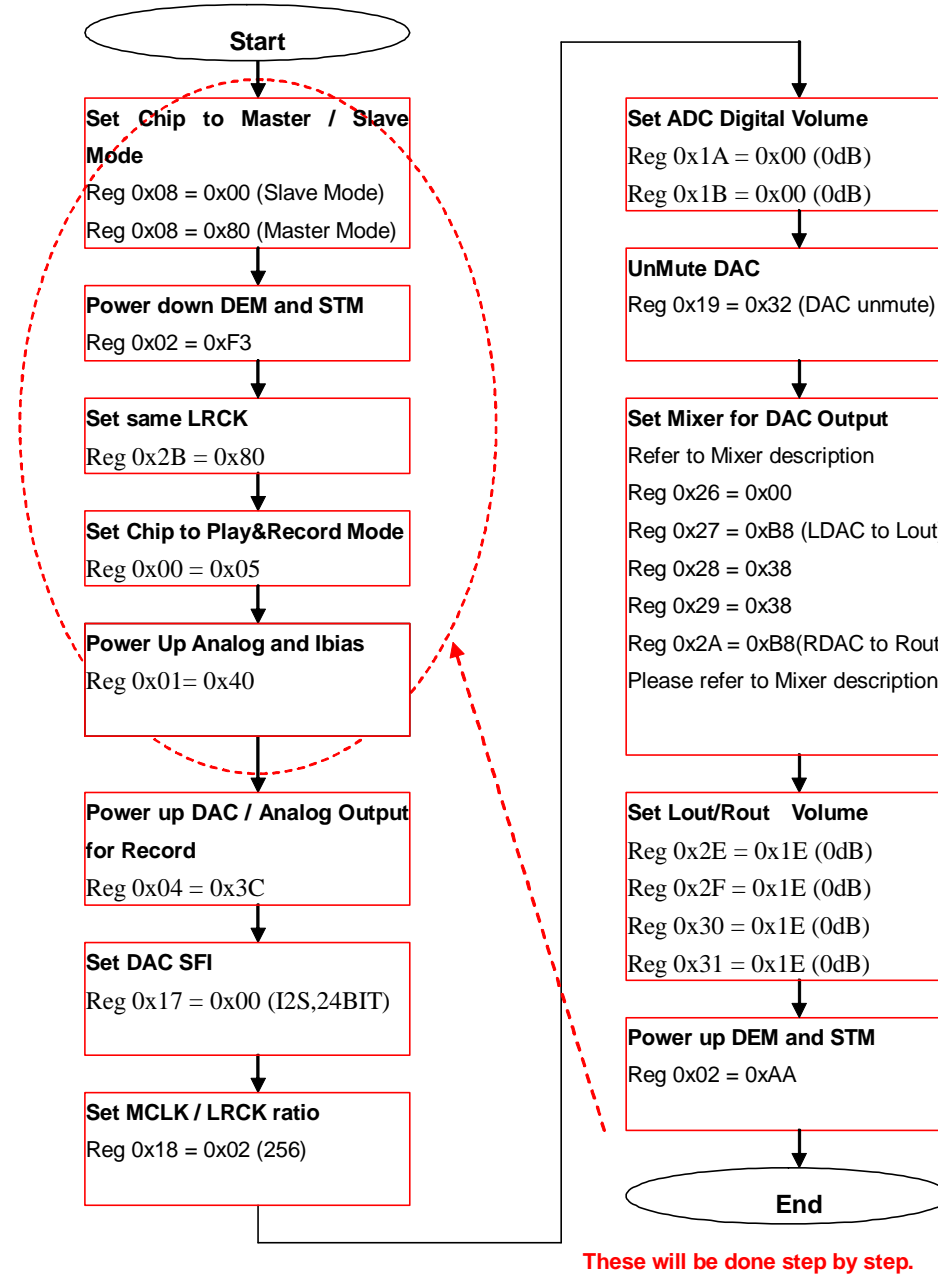 Start
Set Chip to Master / Slave
Mode
Reg 0x08 = 0x00 (Slave Mode)
Reg 0x08 = 0x80 (Master Mode)
Power down DEM and STM
Reg 0x02 = 0xF3
Set same LRCK
Reg 0x2B = 0x80
Set Chip to Play&Record Mode
Reg 0x00 = 0x05
Power Up Analog and Ibias
Reg 0x01= 0x40
Power up DAC / Analog Output
for Record
Reg 0x04 = 0x3C
Set DAC SFI
Reg 0x17 = 0x00 (I2S,24BIT)
Set MCLK / LRCK ratio
Reg 0x18 = 0x02 (256)
Set ADC Digital Volume
Reg 0x1A = 0x00 (0dB)
Reg 0x1B = 0x00 (0dB)
UnMute DAC
Reg 0x19 = 0x32 (DAC unmute)
Set Mixer for DAC Output
Refer to Mixer description
Reg 0x26 = 0x00
Reg 0x27 = 0xB8 (LDAC to Lout
Reg 0x28 = 0x38
Reg 0x29 = 0x38
Reg 0x2A = 0xB8(RDAC to Rout
Please refer to Mixer description
Set Lout/Rout Volume
Reg 0x2E = 0x1E (0dB)
Reg 0x2F = 0x1E (0dB)
Reg 0x30 = 0x1E (0dB)
Reg 0x31 = 0x1E (0dB)
Power up DEM and STM
Reg 0x02 = 0xAA
End
These will be done step by step.